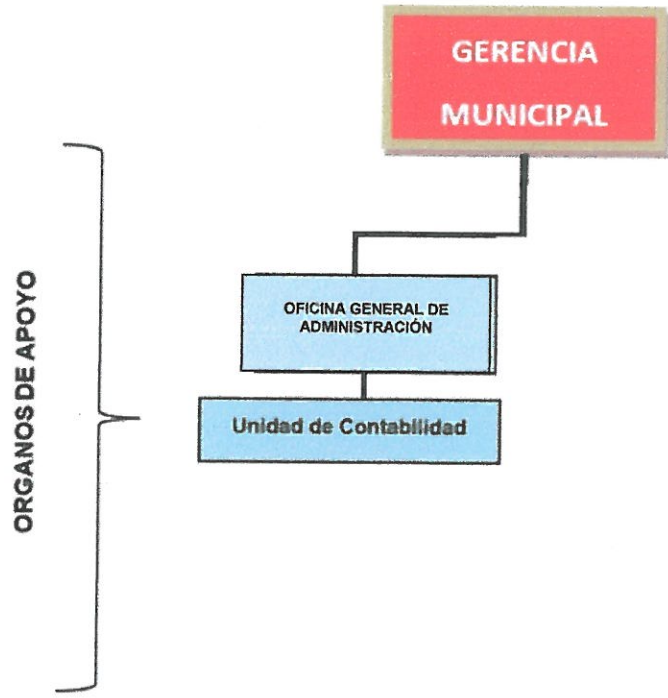 GERENCIA
MUNICIPAL
ORGANOS DE APOYO
OFICINA GENERAL DE
ADMINISTRACIÓN
Unidad de Contabilidad